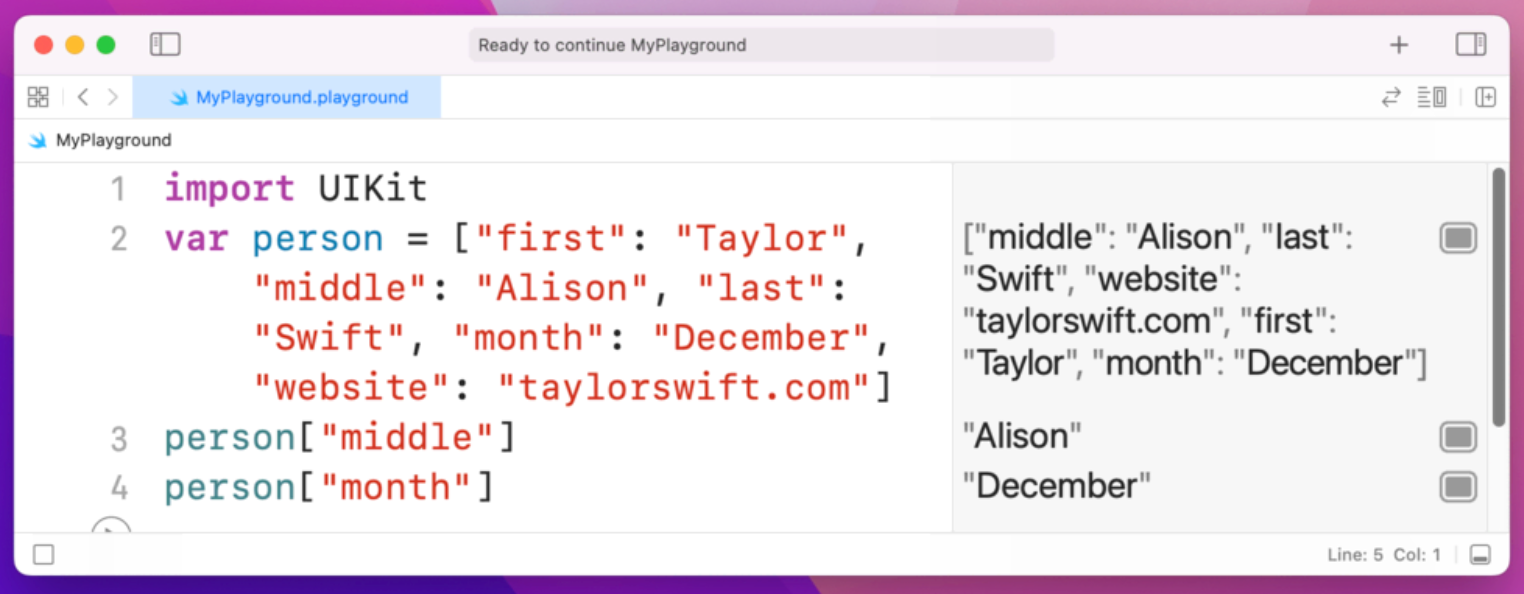 Ready to continue MyPlayground
MyPlayground.playground
MyPlayground
1 import UIKit
2 var person = ["first": "Taylor",
"middle": "Alison", "last":
"Swift", "month": "December",
"website": "taylorswift.com"]
3 person["middle"]
4 person["month"]
["middle": "Alison", "last":
"Swift", "website":
"taylorswift.com", "first":
"Taylor", "month": "December"]
"Alison"
"December"
Line: 5 Col: 1